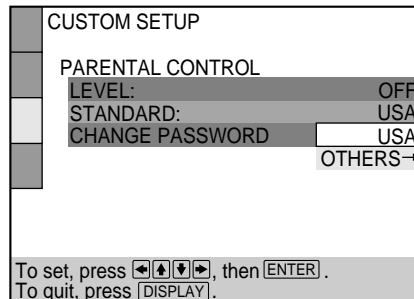 CUSTOM SETUP
PARENTAL CONTROL
LEVEL: OFF
STANDARD: USA
CHANGE PASSWORD USA
OTHERS→
To set, press ←↑↓→, then ENTER.
To quit, press DISPLAY.